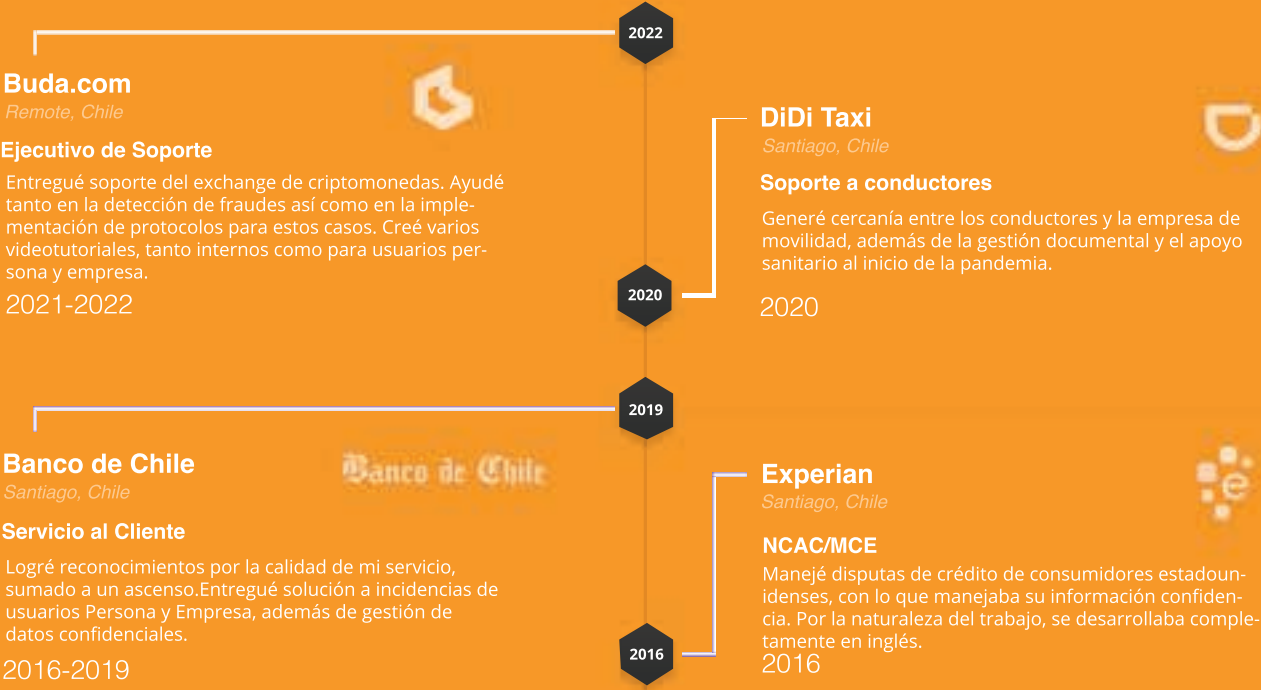 2022
Buda.com
Remote, Chile
Ejecutivo de Soporte
Entregué soporte del exchange de criptomonedas. Ayudé
tanto en la detección de fraudes así como en la imple-
mentación de protocolos para estos casos. Creé varios
videotutoriales, tanto internos como para usuarios per-
sona y empresa.
2021-2022
DiDi Taxi
Santiago, Chile
Soporte a conductores
Generé cercanía entre los conductores y la empresa de
movilidad, además de la gestión documental y el apoyo
sanitario al inicio de la pandemia.
2020
2020
2019
Banco de Chile
Santiago, Chile
Banco de Chile
Servicio al Cliente
Logré reconocimientos por la calidad de mi servicio,
sumado a un ascenso.Entregué solución a incidencias de
usuarios Persona y Empresa, además de gestión de
datos confidenciales.
2016-2019
Experian
Santiago, Chile
e
NCAC/MCE
Manejé disputas de crédito de consumidores estadoun-
idenses, con lo que manejaba su información confiden-
cia. Por la naturaleza del trabajo, se desarrollaba comple-
tamente en inglés.
2016
2016